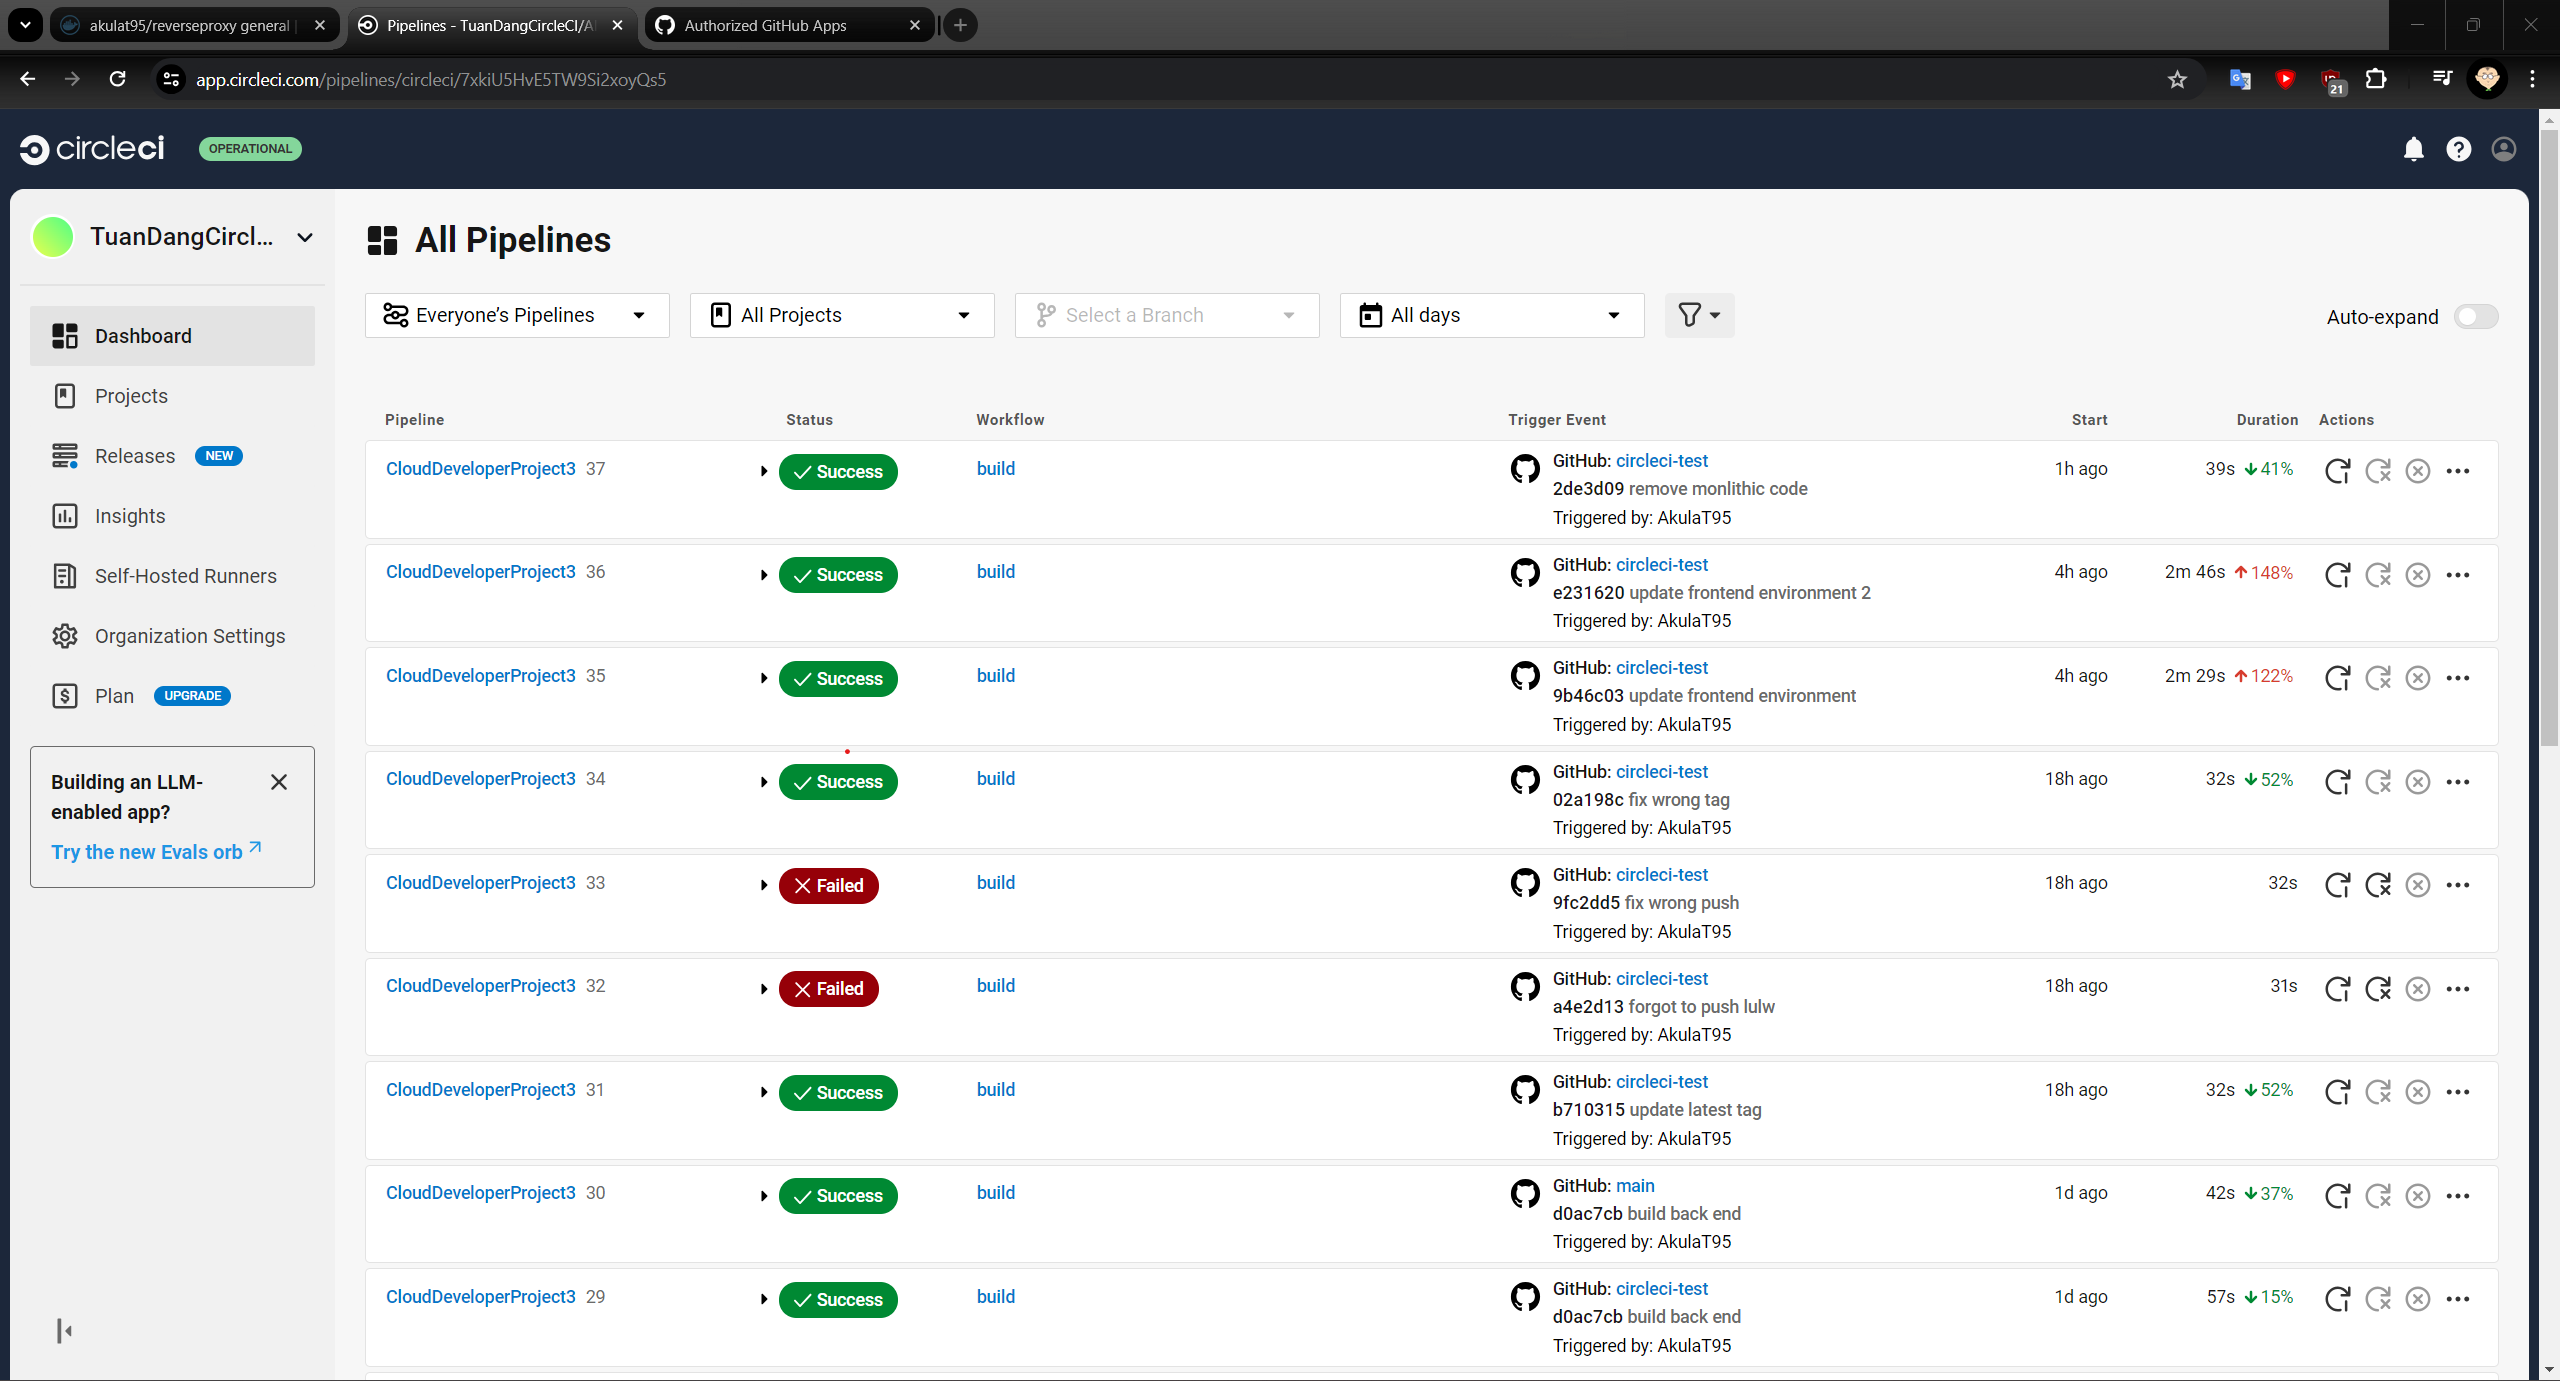 akulat95/reverseproxy general
Pipelines - TuanDangCircleCI/A
Authorized GitHub Apps
app.circleci.com/pipelines/circleci/7xkiU5HvE5TW9Si2xoyQs5
21
circleci
OPERATIONAL
TuanDangCircl...
Dashboard
Projects
Releases NEW
Insights
Self-Hosted Runners
Organization Settings
Plan UPGRADE
Building an LLM-
enabled app?
Try the new Evals orb
All Pipelines
Everyone's Pipelines
All Projects
Select a Branch
All days
Auto-expand
Pipeline Status Workflow Trigger Event Start Duration Actions
CloudDeveloperProject3 37 Success build GitHub: circleci-test 1h ago 39s 41%
2de3d09 remove monlithic code
Triggered by: AkulaT95
CloudDeveloperProject3 36 Success build GitHub: circleci-test 4h ago 2m 46s 148%
e231620 update frontend environment 2
Triggered by: AkulaT95
CloudDeveloperProject3 35 Success build GitHub: circleci-test 4h ago 2m 29s 122%
9b46c03 update frontend environment
Triggered by: AkulaT95
CloudDeveloperProject3 34 Success build GitHub: circleci-test 18h ago 32s 52%
02a198c fix wrong tag
Triggered by: AkulaT95
CloudDeveloperProject3 33 Failed build GitHub: circleci-test 18h ago 32s
9fc2dd5 fix wrong push
Triggered by: AkulaT95
CloudDeveloperProject3 32 Failed build GitHub: circleci-test 18h ago 31s
a4e2d13 forgot to push lulw
Triggered by: AkulaT95
CloudDeveloperProject3 31 Success build GitHub: circleci-test 18h ago 32s 52%
b710315 update latest tag
Triggered by: AkulaT95
CloudDeveloperProject3 30 Success build GitHub: main 1d ago 42s 37%
d0ac7cb build back end
Triggered by: AkulaT95
CloudDeveloperProject3 29 Success build GitHub: circleci-test 1d ago 57s 15%
d0ac7cb build back end
Triggered by: AkulaT95